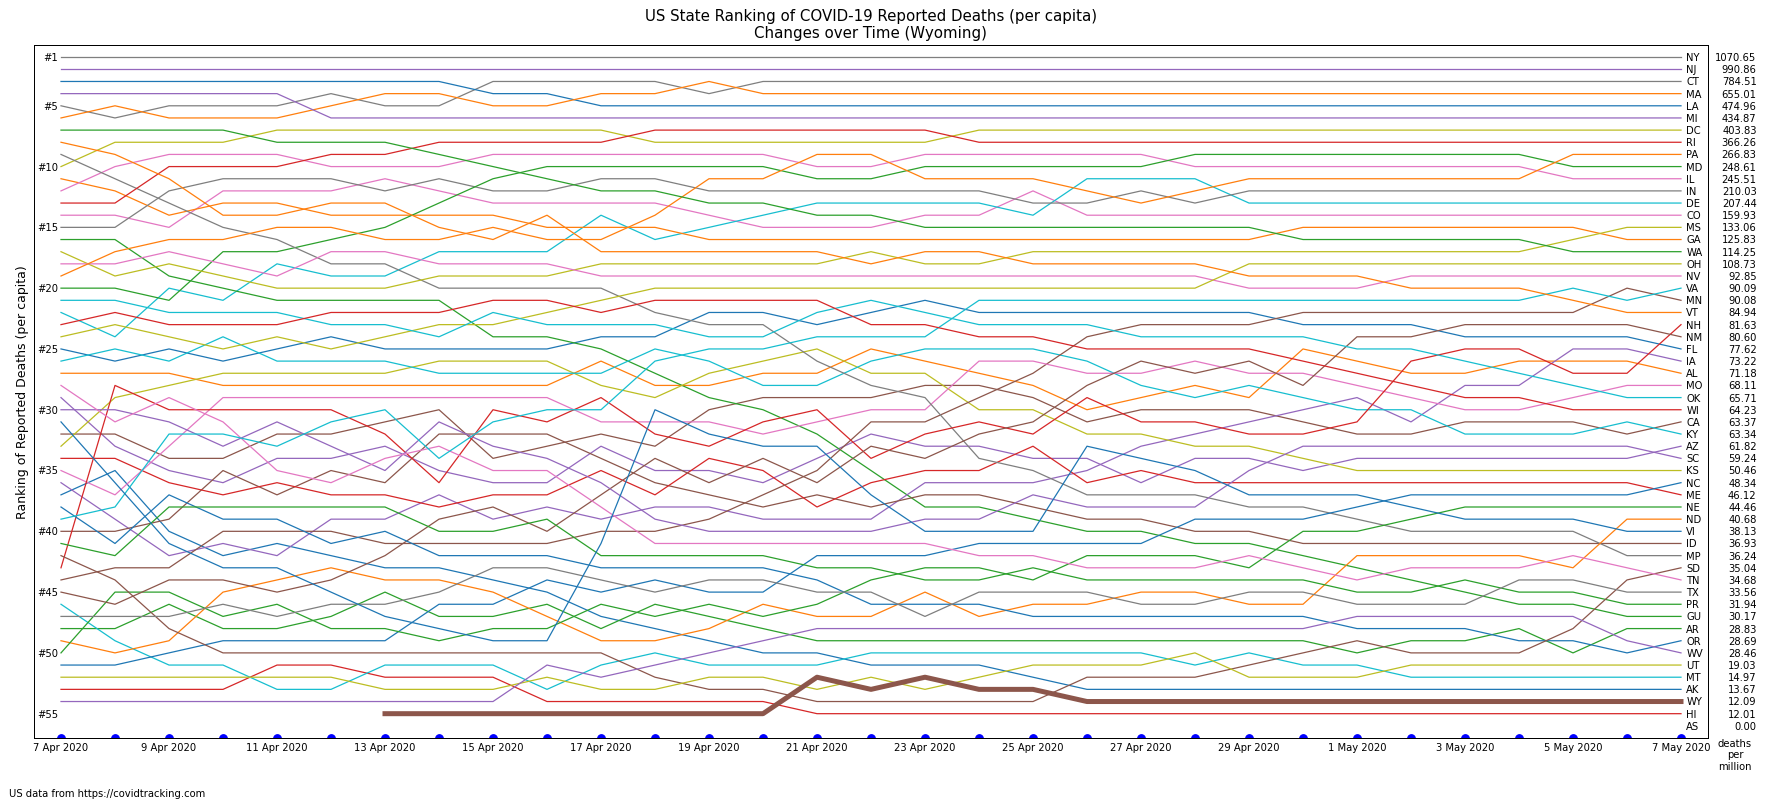 US State Ranking of COVID-19 Reported Deaths (per capita)
Changes over Time (Wyoming)
Ranking of Reported Deaths (per capita)
#1
#5
#10
#15
#20
#25
#30
#35
#40
#45
#50
#55
NY 1070.65
NJ 990.86
CT 784.51
MA 655.01
LA 474.96
MI 434.87
DC 403.83
RI 366.26
PA 266.83
MD 248.61
IL 245.51
IN 210.03
DE 207.44
CO 159.93
MS 133.06
GA 125.83
WA 114.25
OH 108.73
NV 92.85
VA 90.09
MN 90.08
VT 84.94
NH 81.63
NM 80.60
FL 77.62
IA 73.22
AL 71.18
MO 68.11
OK 65.71
WI 64.23
CA 63.37
KY 63.34
AZ 61.82
SC 59.24
KS 50.46
NC 48.34
ME 46.12
NE 44.46
ND 40.68
VI 38.13
ID 36.93
MP 36.24
SD 35.04
TN 34.68
TX 33.56
PR 31.94
GU 30.17
AR 28.83
OR 28.69
WV 28.46
UT 19.03
MT 14.97
AK 13.67
WY 12.09
HI 12.01
AS 0.00
7 Apr 2020 9 Apr 2020 11 Apr 2020 13 Apr 2020 15 Apr 2020 17 Apr 2020 19 Apr 2020 21 Apr 2020 23 Apr 2020 25 Apr 2020 27 Apr 2020 29 Apr 2020 1 May 2020 3 May 2020 5 May 2020 7 May 2020
deaths
per
million
US data from https://covidtracking.com